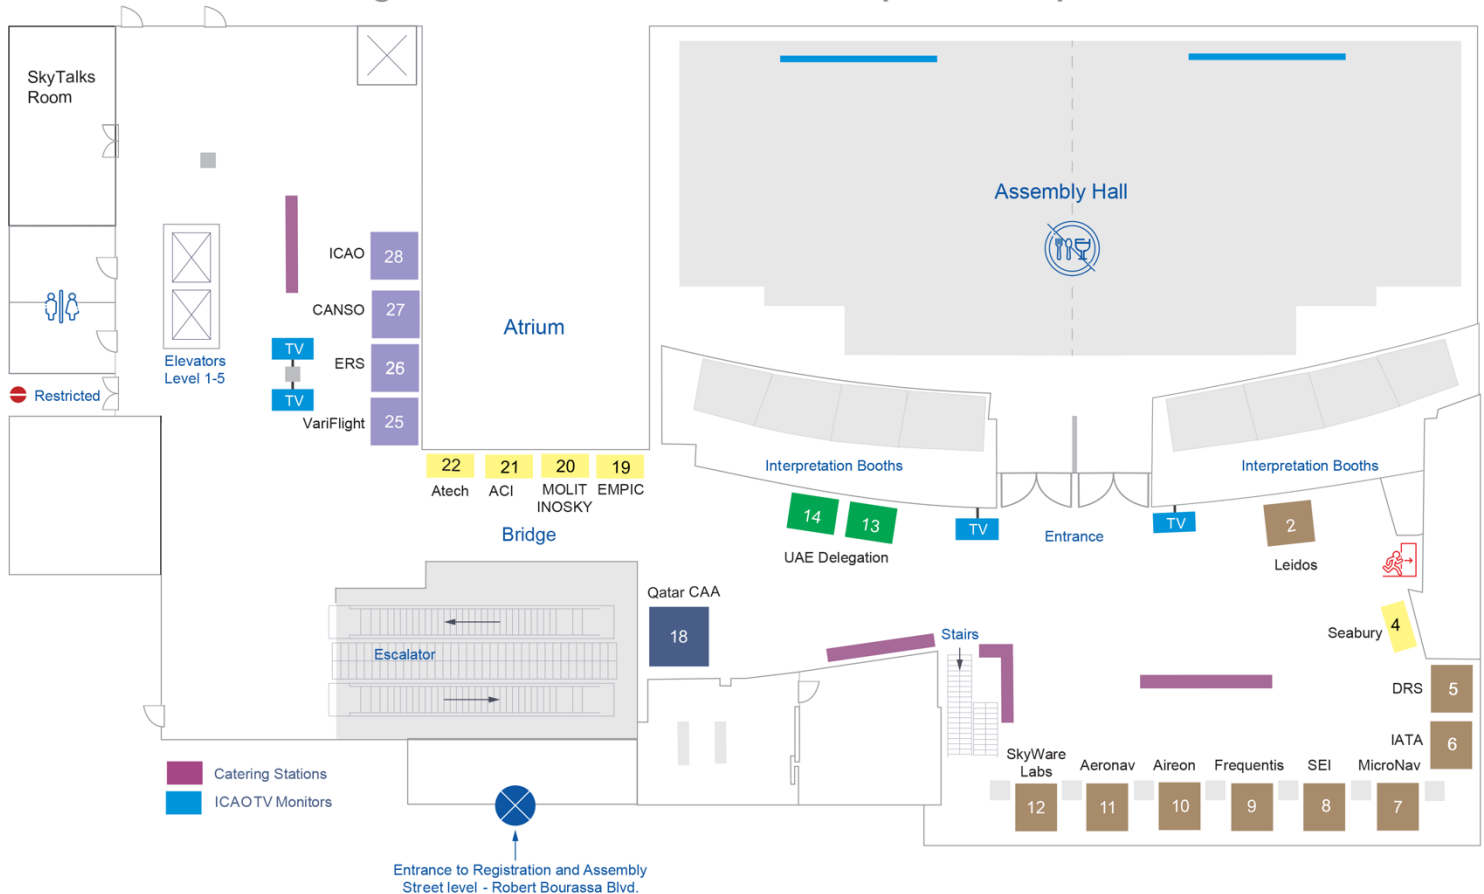 SkyTalks
Room
Assembly Hall
ICAO
28
CANSO
27
Atrium
TV
ERS
26
Elevators
Level 1-5
TV
Restricted
VariFlight
25
22
21
20
19
Atech
ACI
MOLIT
INOSKY
EMPIC
Interpretation Booths
Interpretation Booths
14
13
TV
TV
2
Bridge
UAE Delegation
Entrance
Leidos
Qatar CAA
18
Escalator
Stairs
Seabury
4
DRS
5
IATA
6
SkyWare
Labs
Aeronav
Aireon
Frequentis
SEI
MicroNav
12
11
10
9
8
7
Catering Stations
ICAOTV Monitors
Entrance to Registration and Assembly
Street level - Robert Bourassa Blvd.